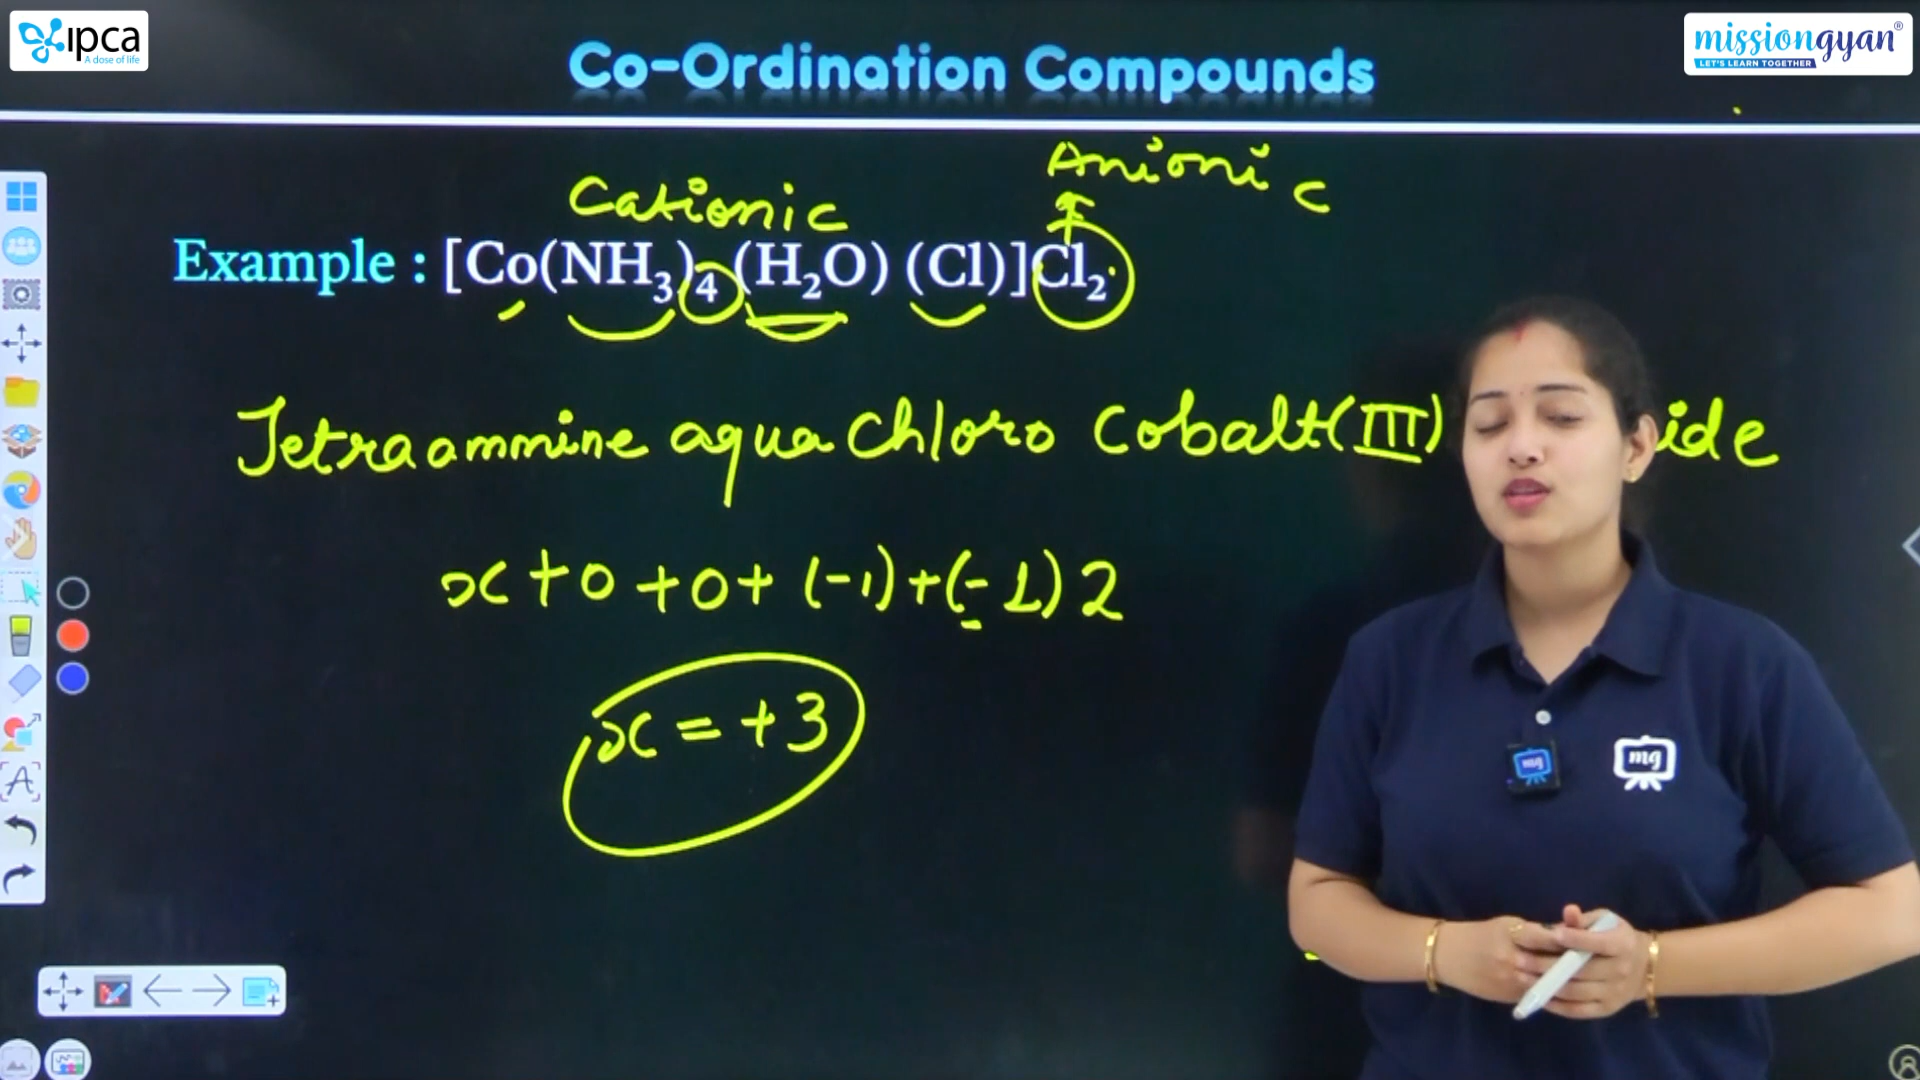 ipca
A dose of life
Co-Ordination Compounds
missiongyan®
LET'S LEARN TOGETHER
Cationic
Anionic
Example : [Co(NH₃)₄(H₂O) (Cl)]Cl₂
Tetraammine aqua chloro cobalt(III) ide
x + 0 + 0 + (-1) + (-1) 2
x = +3
mg
mg